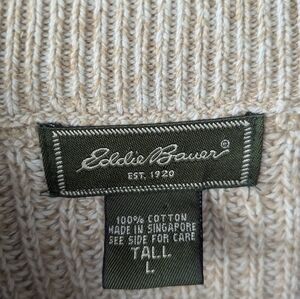 Eddie Bauer®
EST. 1920
100% COTTON
MADE IN SINGAPORE
SEE SIDE FOR CARE
TALL
L